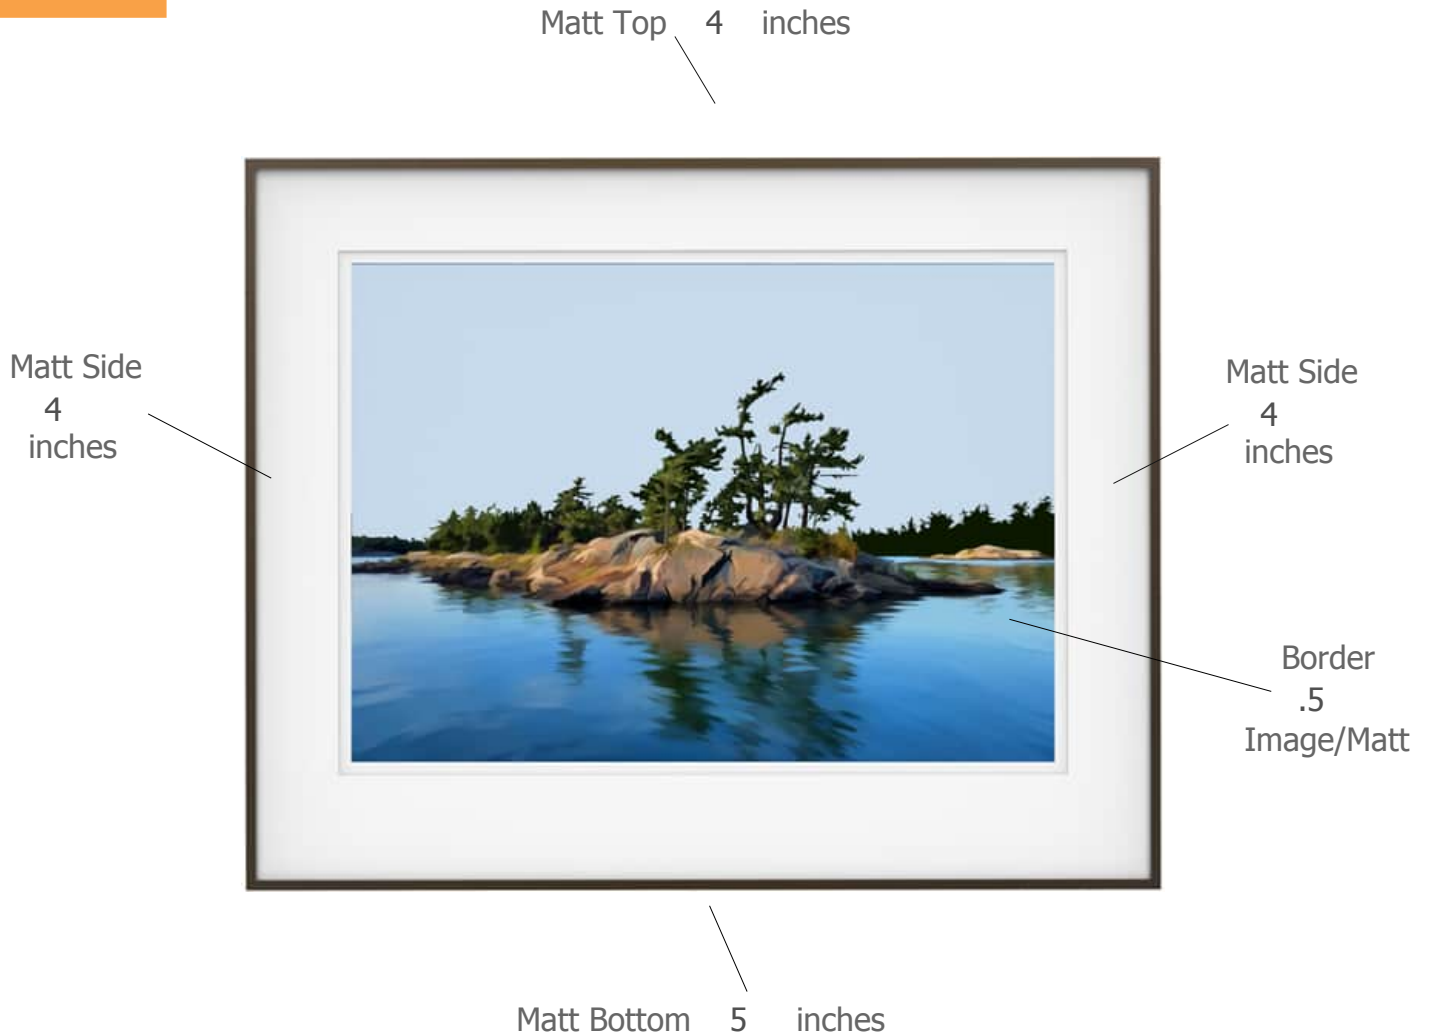 Matt Top 4 inches
Matt Side
4
inches
Matt Side
4
inches
Border
.5
Image/Matt
Matt Bottom 5 inches